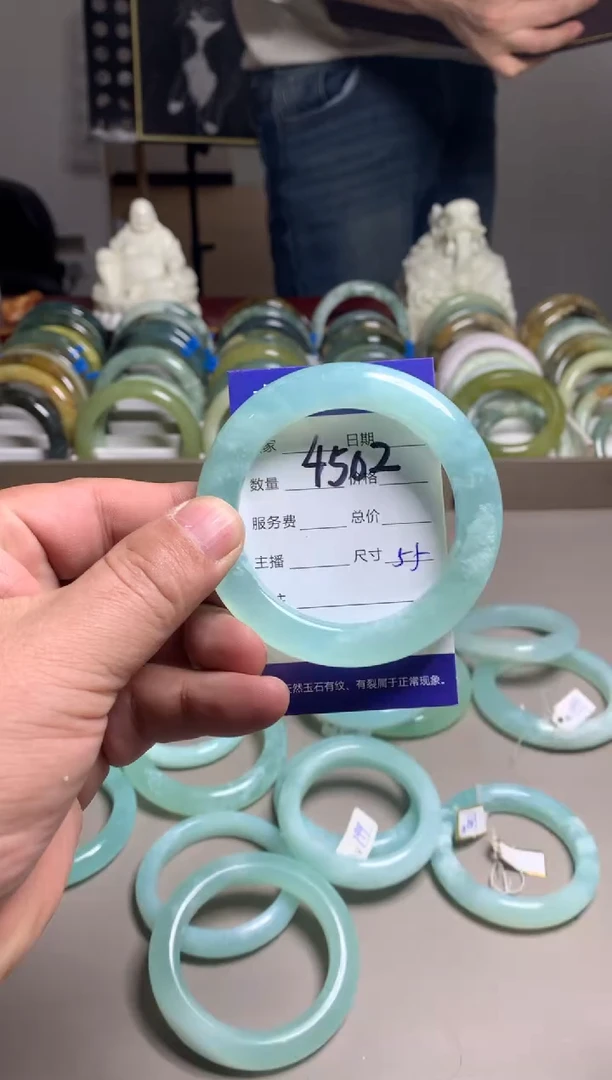 家 日期
4502
数量 价格
服务费 总价
主播 尺寸 55
天然玉石有纹、有裂属于正常现象。